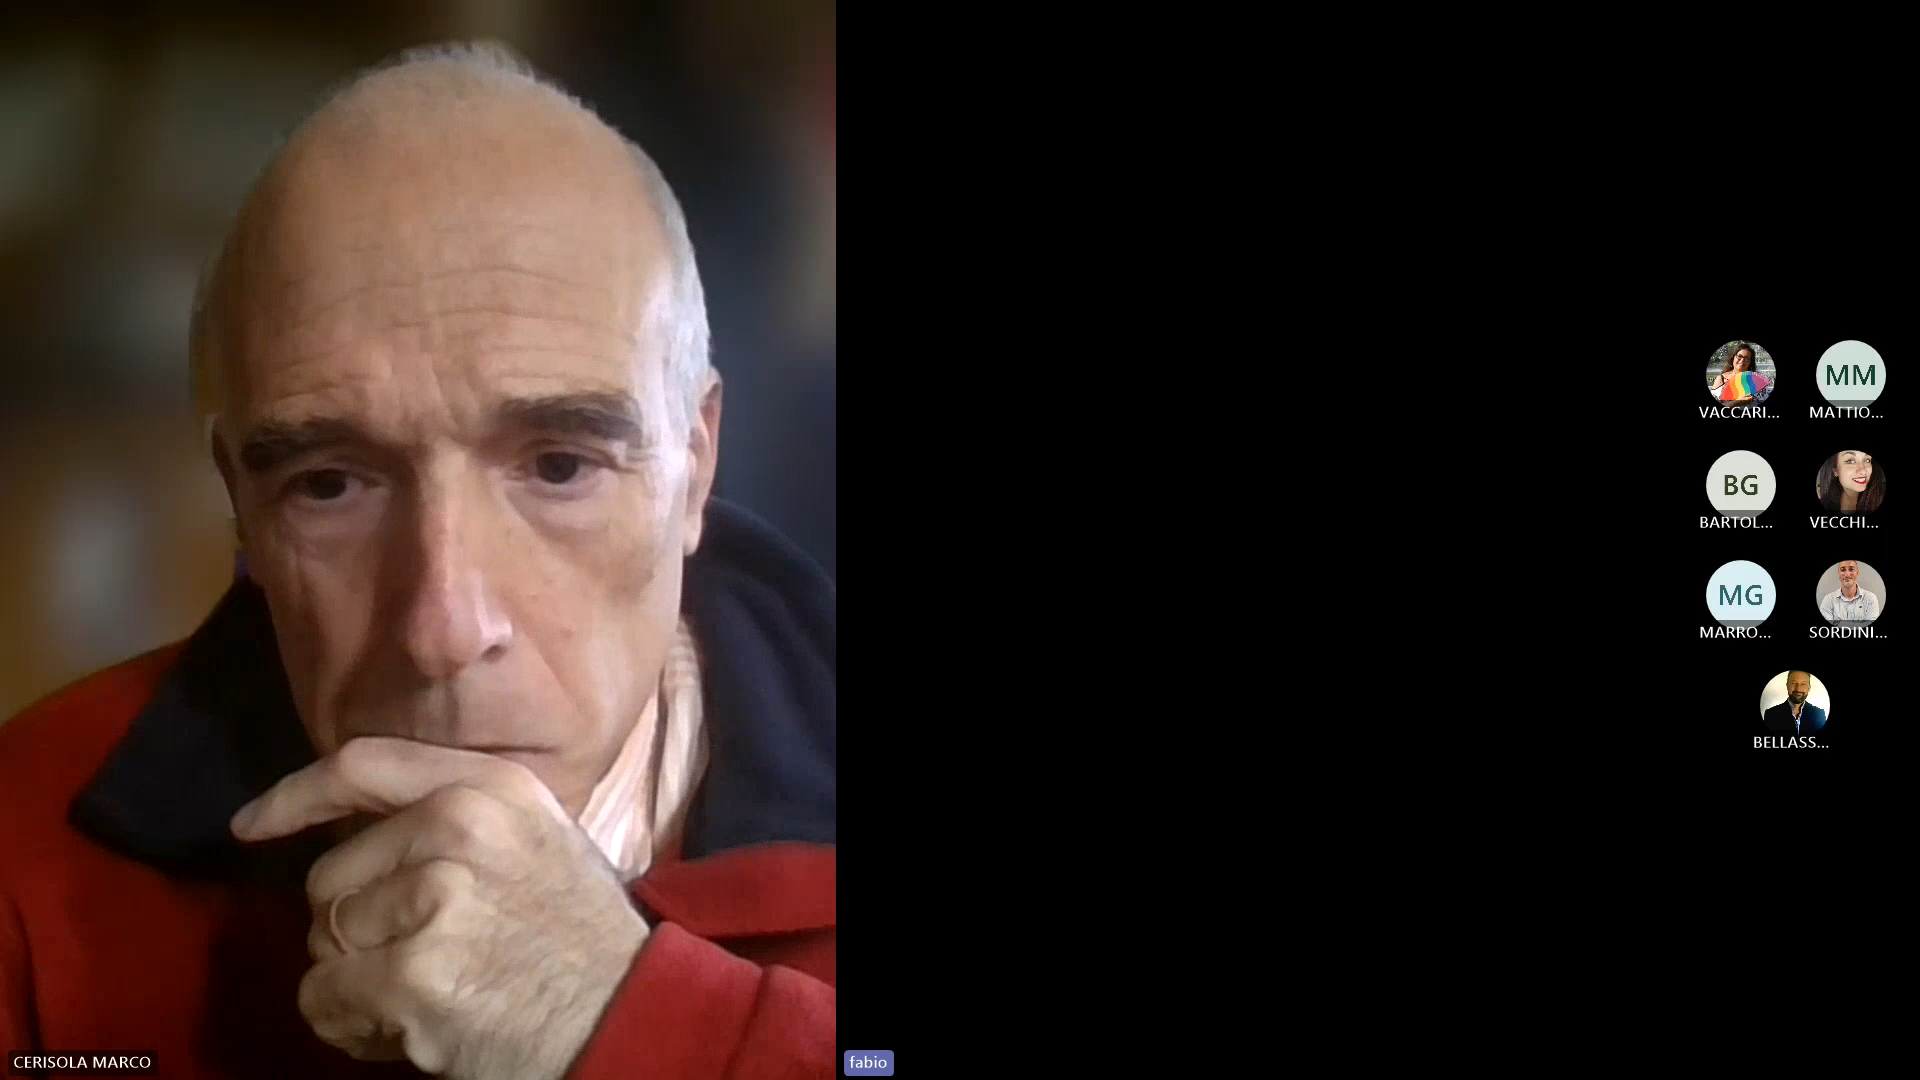 VACCARI...
MM
MATTIO...
BG
BARTOL...
VECCHI...
MG
MARRO...
SORDINI...
BELLASS...
CERISOLA MARCO
fabio